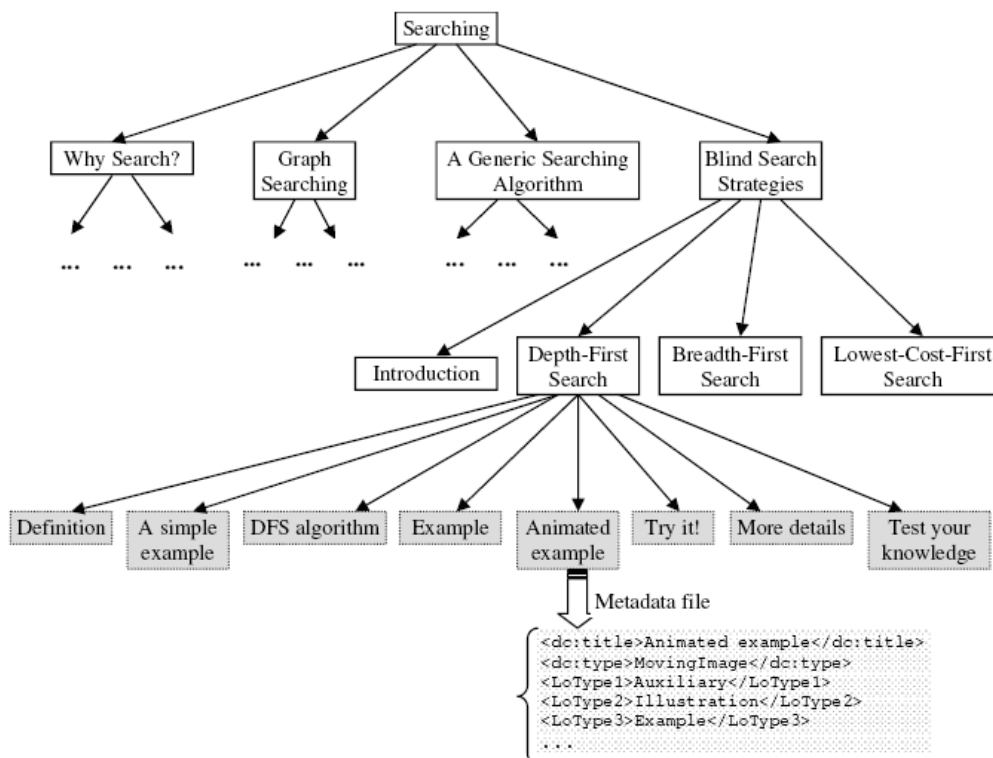 Searching
Why Search?
Graph
Searching
A Generic Searching
Algorithm
Blind Search
Strategies
... ... ...
... ... ...
... ... ...
Introduction
Depth-First
Search
Breadth-First
Search
Lowest-Cost-First
Search
Definition
A simple
example
DFS algorithm
Example
Animated
example
Try it!
More details
Test your
knowledge
Metadata file
<dc:title>Animated example</dc:title>
<dc:type>MovingImage</dc:type>
<LoType1>Auxiliary</LoType1>
<LoType2>Illustration</LoType2>
<LoType3>Example</LoType3>
...